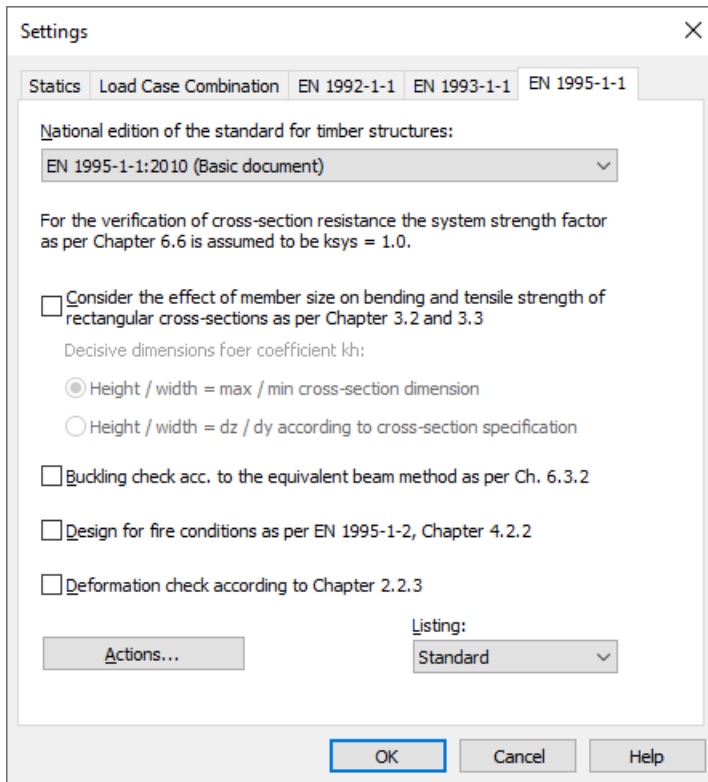 Settings
Statics Load Case Combination EN 1992-1-1 EN 1993-1-1 EN 1995-1-1
National edition of the standard for timber structures:
EN 1995-1-1:2010 (Basic document)
For the verification of cross-section resistance the system strength factor
as per Chapter 6.6 is assumed to be ksys = 1.0.
Consider the effect of member size on bending and tensile strength of
rectangular cross-sections as per Chapter 3.2 and 3.3
Decisive dimensions foer coefficient kh:
Height / width = max / min cross-section dimension
Height / width = dz / dy according to cross-section specification
Buckling check acc. to the equivalent beam method as per Ch. 6.3.2
Design for fire conditions as per EN 1995-1-2, Chapter 4.2.2
Deformation check according to Chapter 2.2.3
Listing:
Actions... Standard
OK Cancel Help